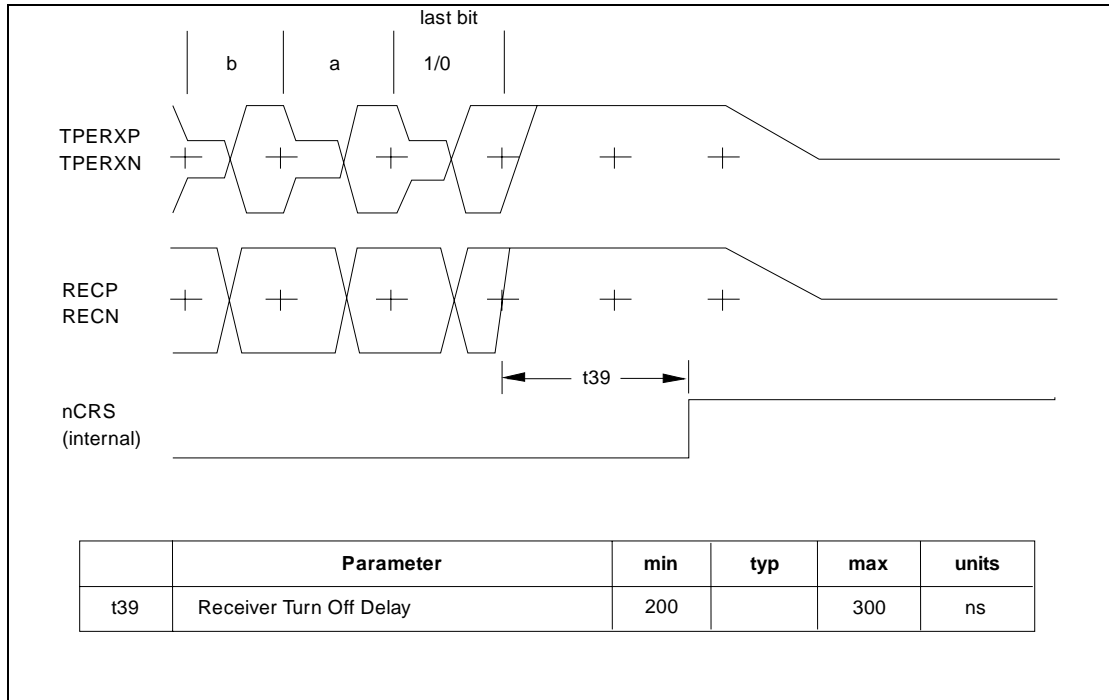 last bit
b a 1/0
TPERXP
TPERXN
RECP
RECN
t39
nCRS
(internal)
Parameter min typ max units
t39 Receiver Turn Off Delay 200 300 ns